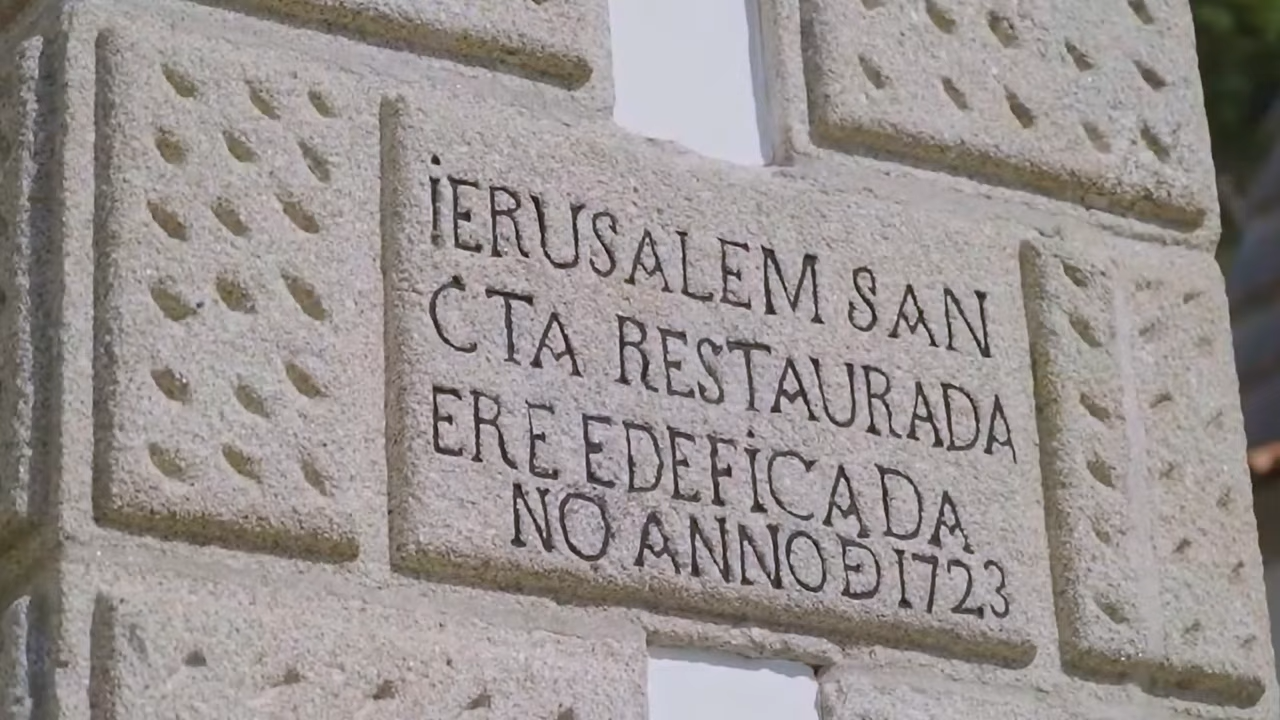 iERUSALEM SAN
CTA RESTAURADA
ERE EDEFiCADA
NO ANNO Đ 1723